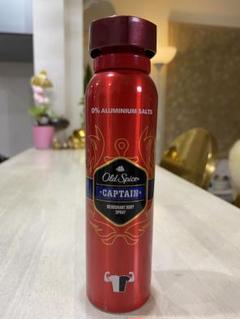 0% ALUMINIUM SALTS
Old Spice
CAPTAIN
DEODORANT BODY
SPRAY